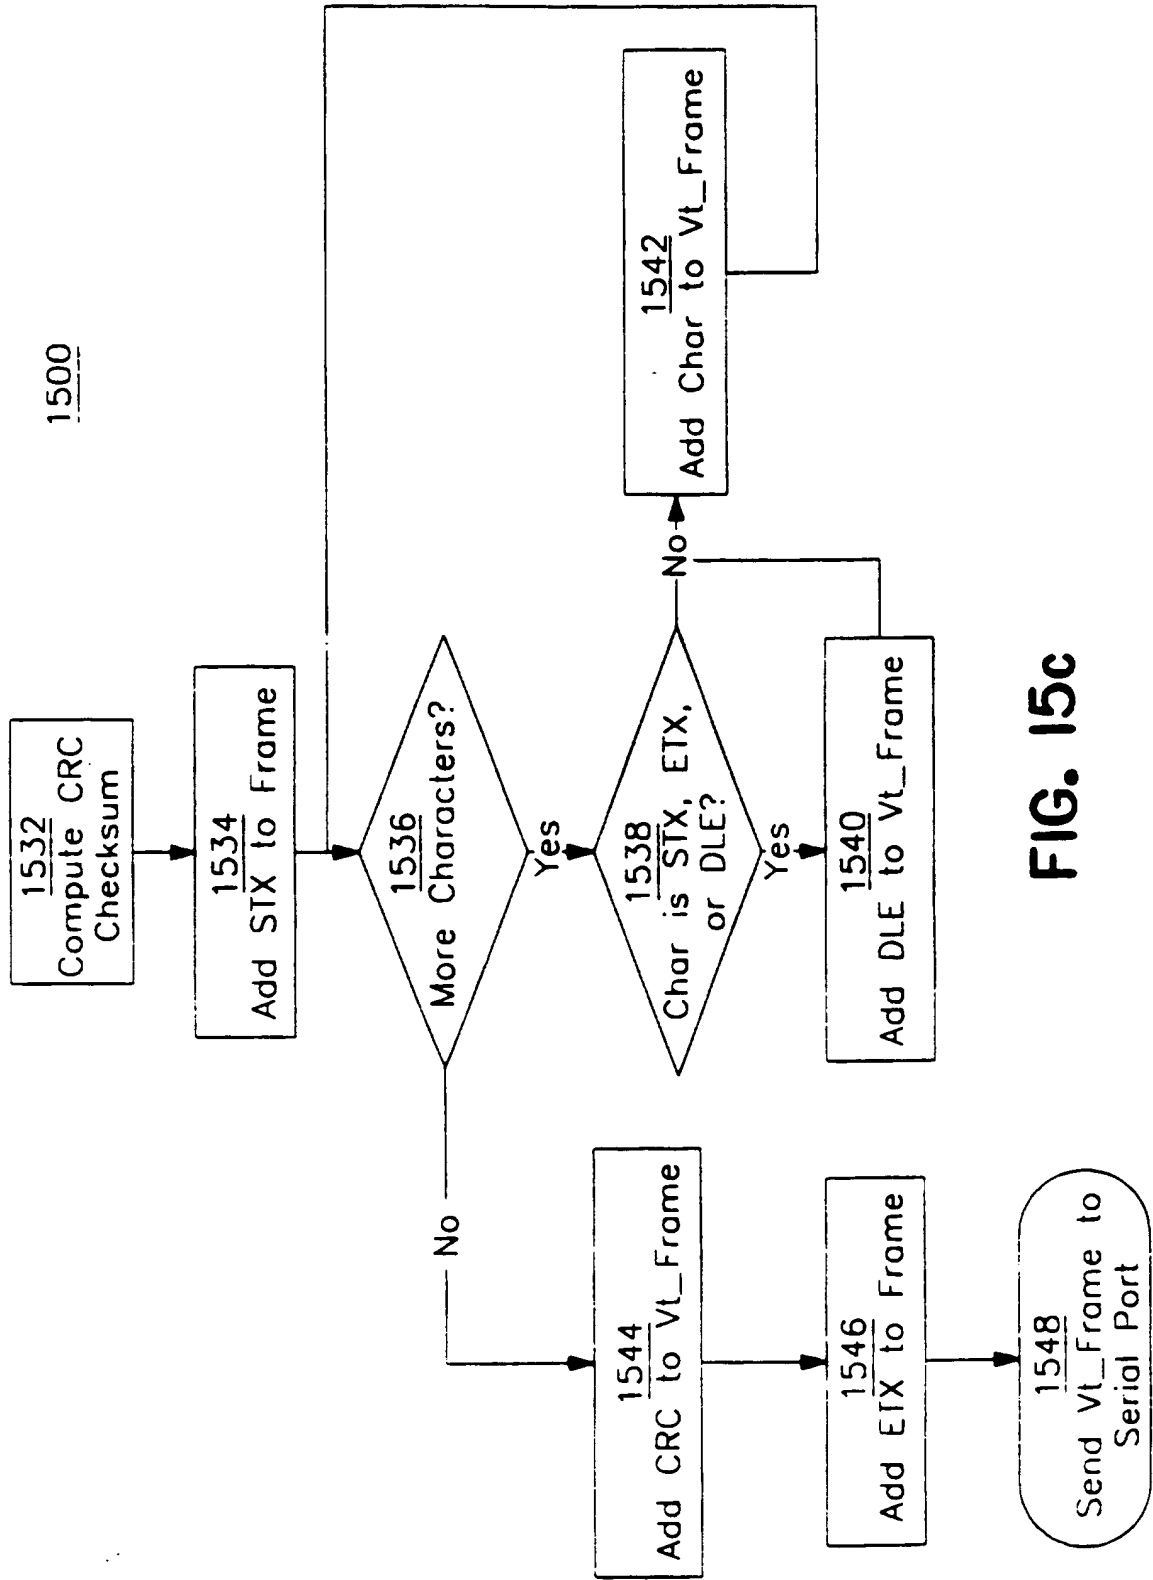 1500
1532
Compute CRC
Checksum
1534
Add STX to Frame
1536
More Characters?
No
Yes
1538
Char is STX, ETX,
or DLE?
No
Yes
1540
Add DLE to Vt_Frame
1542
Add Char to Vt_Frame
1544
Add CRC to Vt_Frame
1546
Add ETX to Frame
1548
Send Vt_Frame to
Serial Port
FIG. 15c